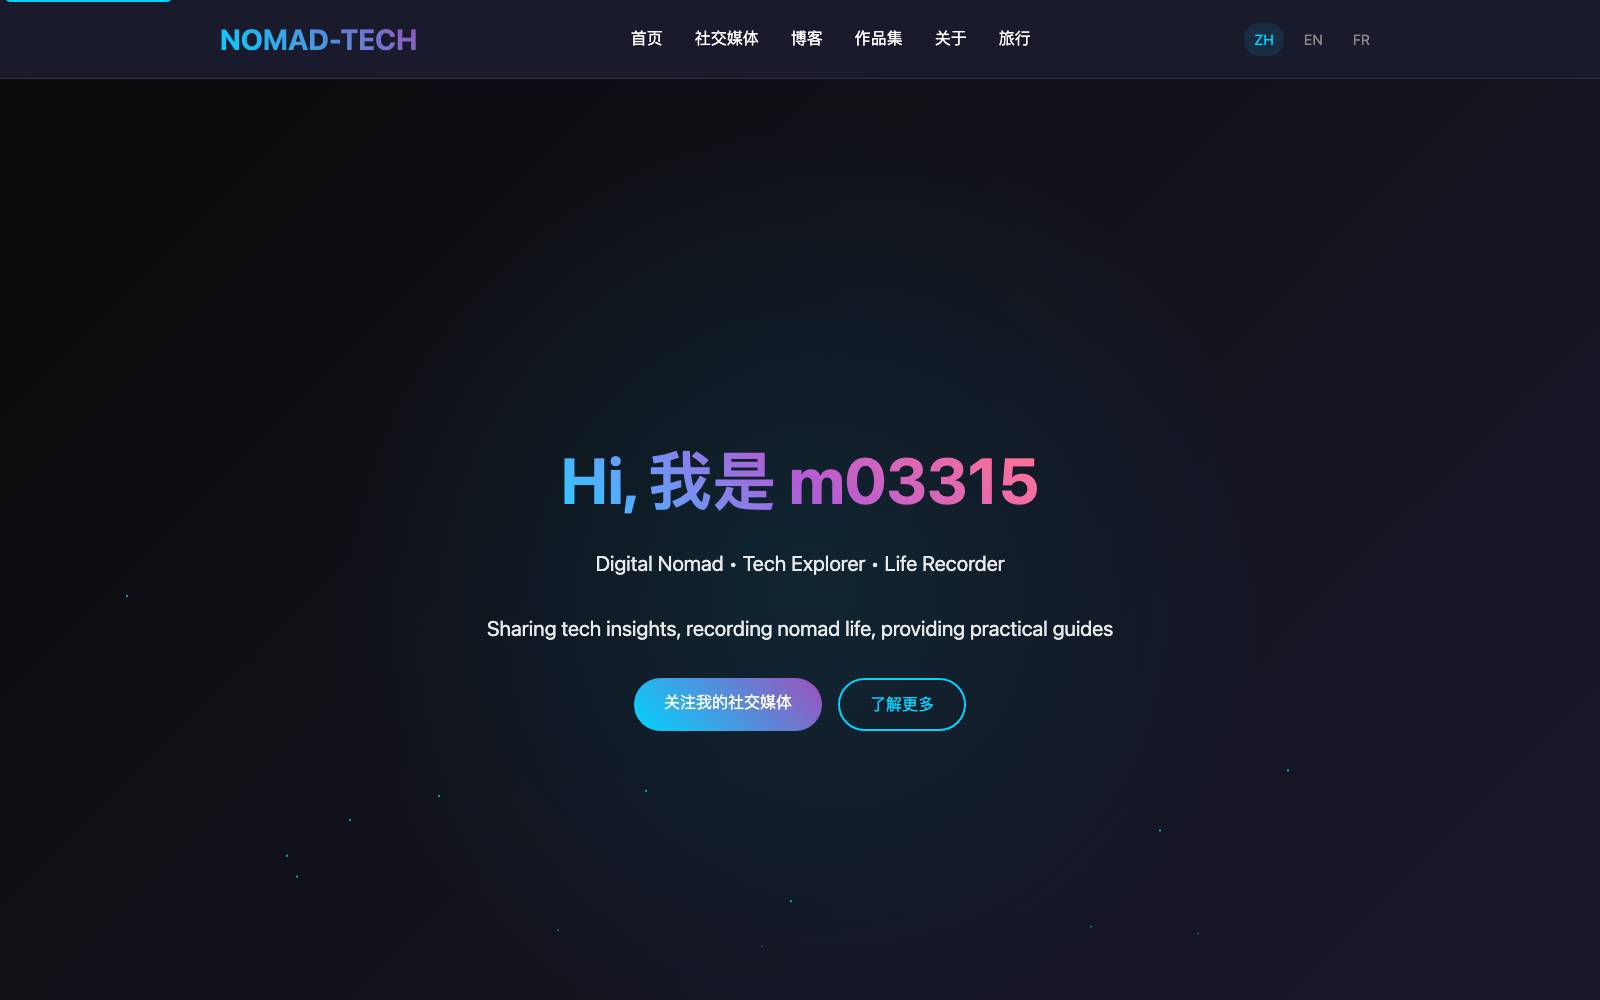 NOMAD-TECH
首页 社交媒体 博客 作品集 关于 旅行
ZH EN FR
Hi, 我是 m03315
Digital Nomad • Tech Explorer • Life Recorder
Sharing tech insights, recording nomad life, providing practical guides
关注我的社交媒体 了解更多